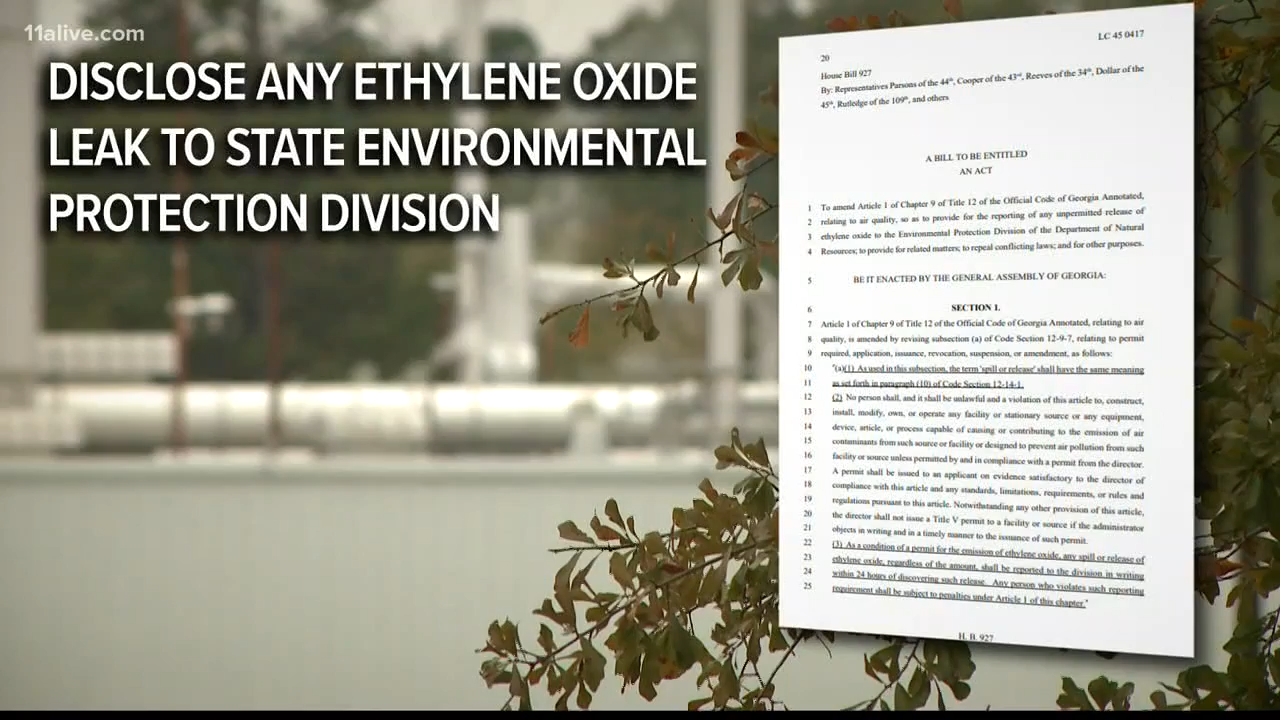 11alive.com
DISCLOSE ANY ETHYLENE OXIDE
LEAK TO STATE ENVIRONMENTAL
PROTECTION DIVISION
LC 45 0417
20
House Bill 927
By: Representatives Parsons of the 44th, Cooper of the 43rd, Reeves of the 34th, Dollar of the
45th, Rutledge of the 109th, and others
A BILL TO BE ENTITLED
AN ACT
1 To amend Article 1 of Chapter 9 of Title 12 of the Official Code of Georgia Annotated,
2 relating to air quality, so as to provide for the reporting of any unpermitted release of
3 ethylene oxide to the Environmental Protection Division of the Department of Natural
4 Resources; to provide for related matters; to repeal conflicting laws; and for other purposes.
5 BE IT ENACTED BY THE GENERAL ASSEMBLY OF GEORGIA:
6 SECTION 1.
7 Article 1 of Chapter 9 of Title 12 of the Official Code of Georgia Annotated, relating to air
8 quality, is amended by revising subsection (a) of Code Section 12-9-7, relating to permit
9 required, application, issuance, revocation, suspension, or amendment, as follows:
10 "(a)(1) As used in this subsection, the term 'spill or release' shall have the same meaning
11 as set forth in paragraph (10) of Code Section 12-14-1.
12 (2) No person shall, and it shall be unlawful and a violation of this article to, construct,
13 install, modify, own, or operate any facility or stationary source or any equipment,
14 device, article, or process capable of causing or contributing to the emission of air
15 contaminants from such source or facility or designed to prevent air pollution from such
16 facility or source unless permitted by and in compliance with a permit from the director.
17 A permit shall be issued to an applicant on evidence satisfactory to the director of
18 compliance with this article and any standards, limitations, requirements, or rules and
19 regulations pursuant to this article. Notwithstanding any other provision of this article,
20 the director shall not issue a Title V permit to a facility or source if the administrator
21 objects in writing and in a timely manner to the issuance of such permit.
22 (3) As a condition of a permit for the emission of ethylene oxide, any spill or release of
23 ethylene oxide, regardless of the amount, shall be reported to the division in writing
24 within 24 hours of discovering such release. Any person who violates such reporting
25 requirement shall be subject to penalties under Article 1 of this chapter."
H. B. 927